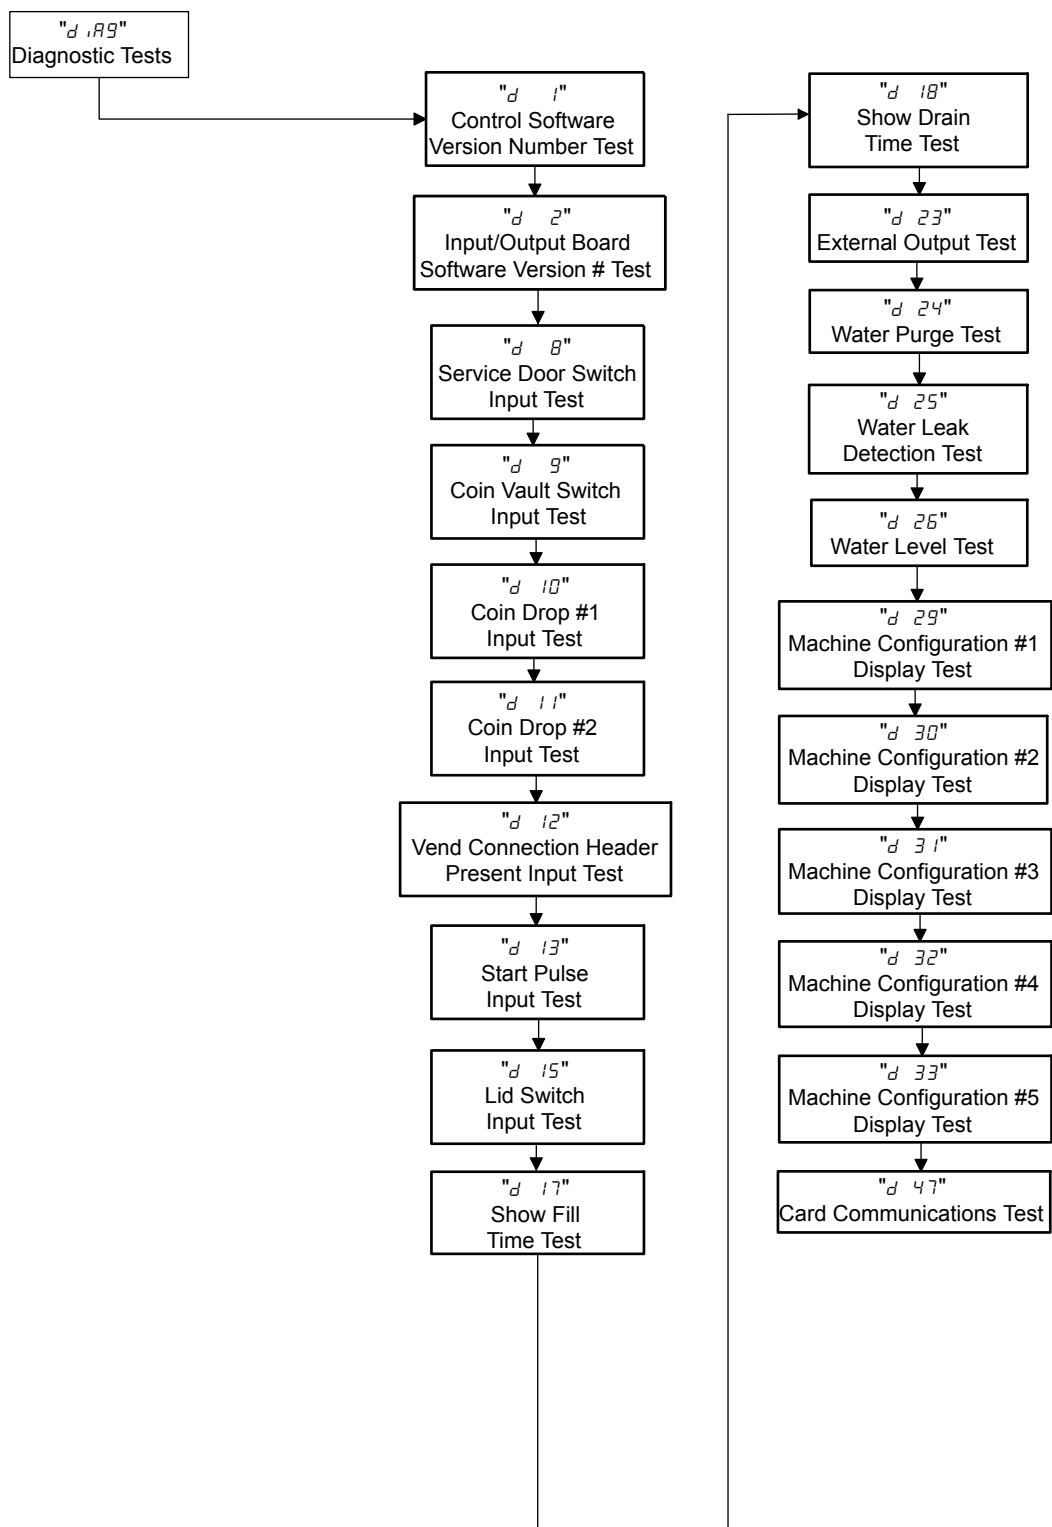 "d iAg"
Diagnostic Tests
"d 1"
Control Software
Version Number Test
"d 2"
Input/Output Board
Software Version # Test
"d 8"
Service Door Switch
Input Test
"d 9"
Coin Vault Switch
Input Test
"d 10"
Coin Drop #1
Input Test
"d 11"
Coin Drop #2
Input Test
"d 12"
Vend Connection Header
Present Input Test
"d 13"
Start Pulse
Input Test
"d 15"
Lid Switch
Input Test
"d 17"
Show Fill
Time Test
"d 18"
Show Drain
Time Test
"d 23"
External Output Test
"d 24"
Water Purge Test
"d 25"
Water Leak
Detection Test
"d 26"
Water Level Test
"d 29"
Machine Configuration #1
Display Test
"d 30"
Machine Configuration #2
Display Test
"d 31"
Machine Configuration #3
Display Test
"d 32"
Machine Configuration #4
Display Test
"d 33"
Machine Configuration #5
Display Test
"d 47"
Card Communications Test